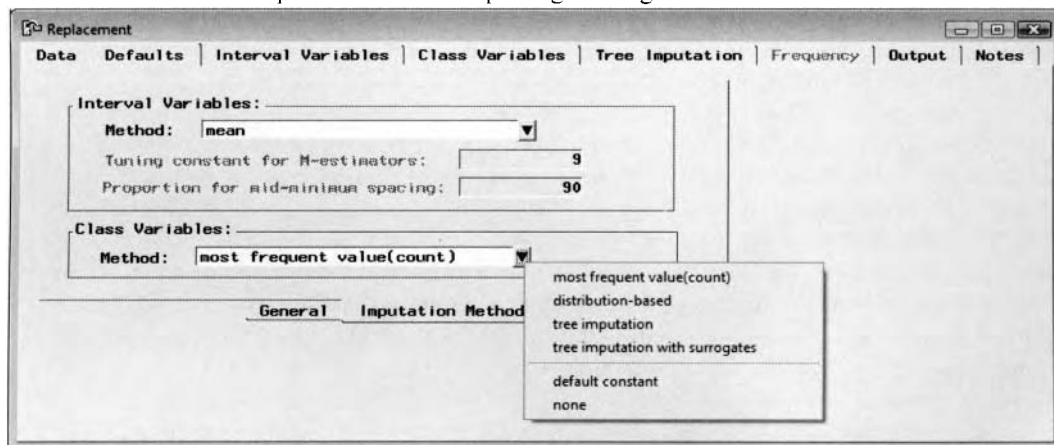 Replacement
Data Defaults Interval Variables Class Variables Tree Imputation Frequency Output Notes
Interval Variables:
Method: mean
Tuning constant for M-estimators: 9
Proportion for mid-minimum spacing: 90
Class Variables:
Method: most frequent value(count)
most frequent value(count)
distribution-based
tree imputation
tree imputation with surrogates
default constant
none
General Imputation Method